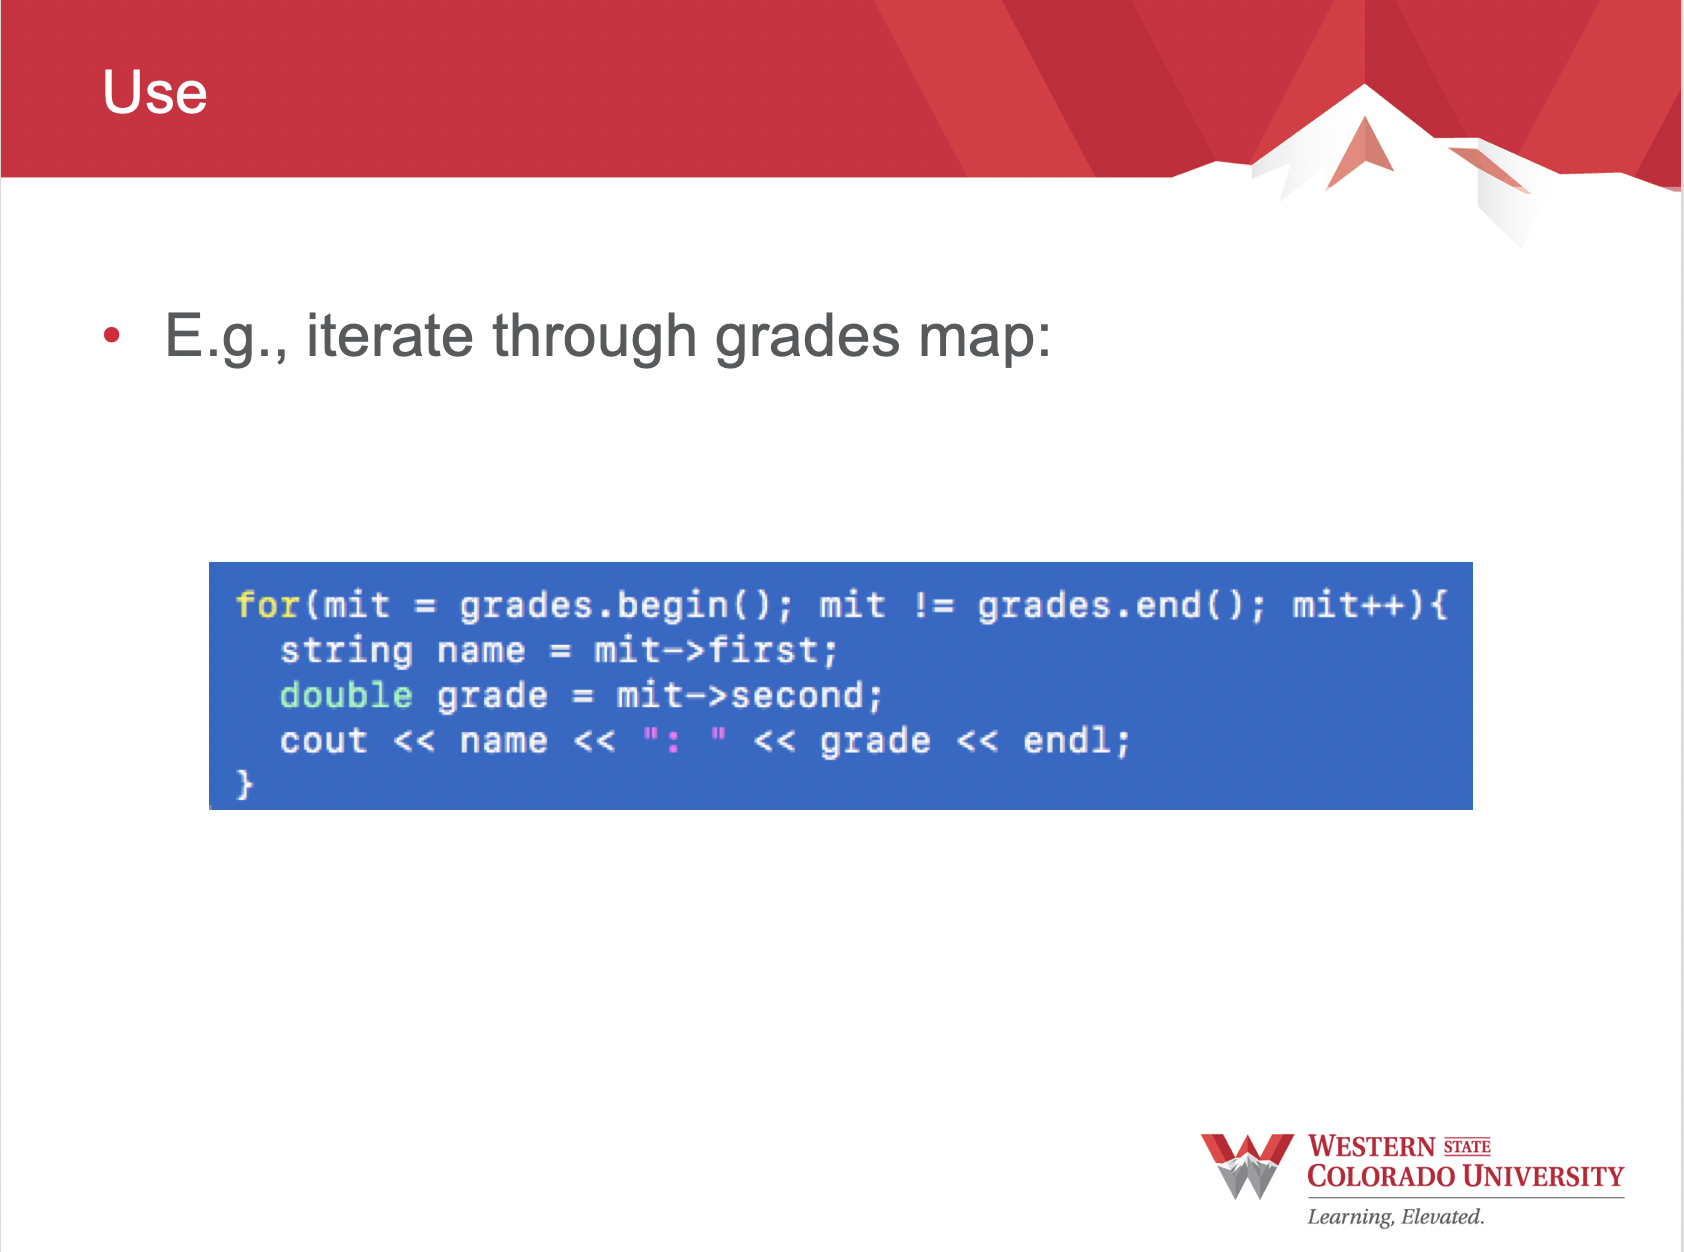 Use
• E.g., iterate through grades map:
for(mit = grades.begin(); mit != grades.end(); mit++){
  string name = mit->first;
  double grade = mit->second;
  cout << name << ": " << grade << endl;
}
WESTERN STATE
COLORADO UNIVERSITY
Learning, Elevated.